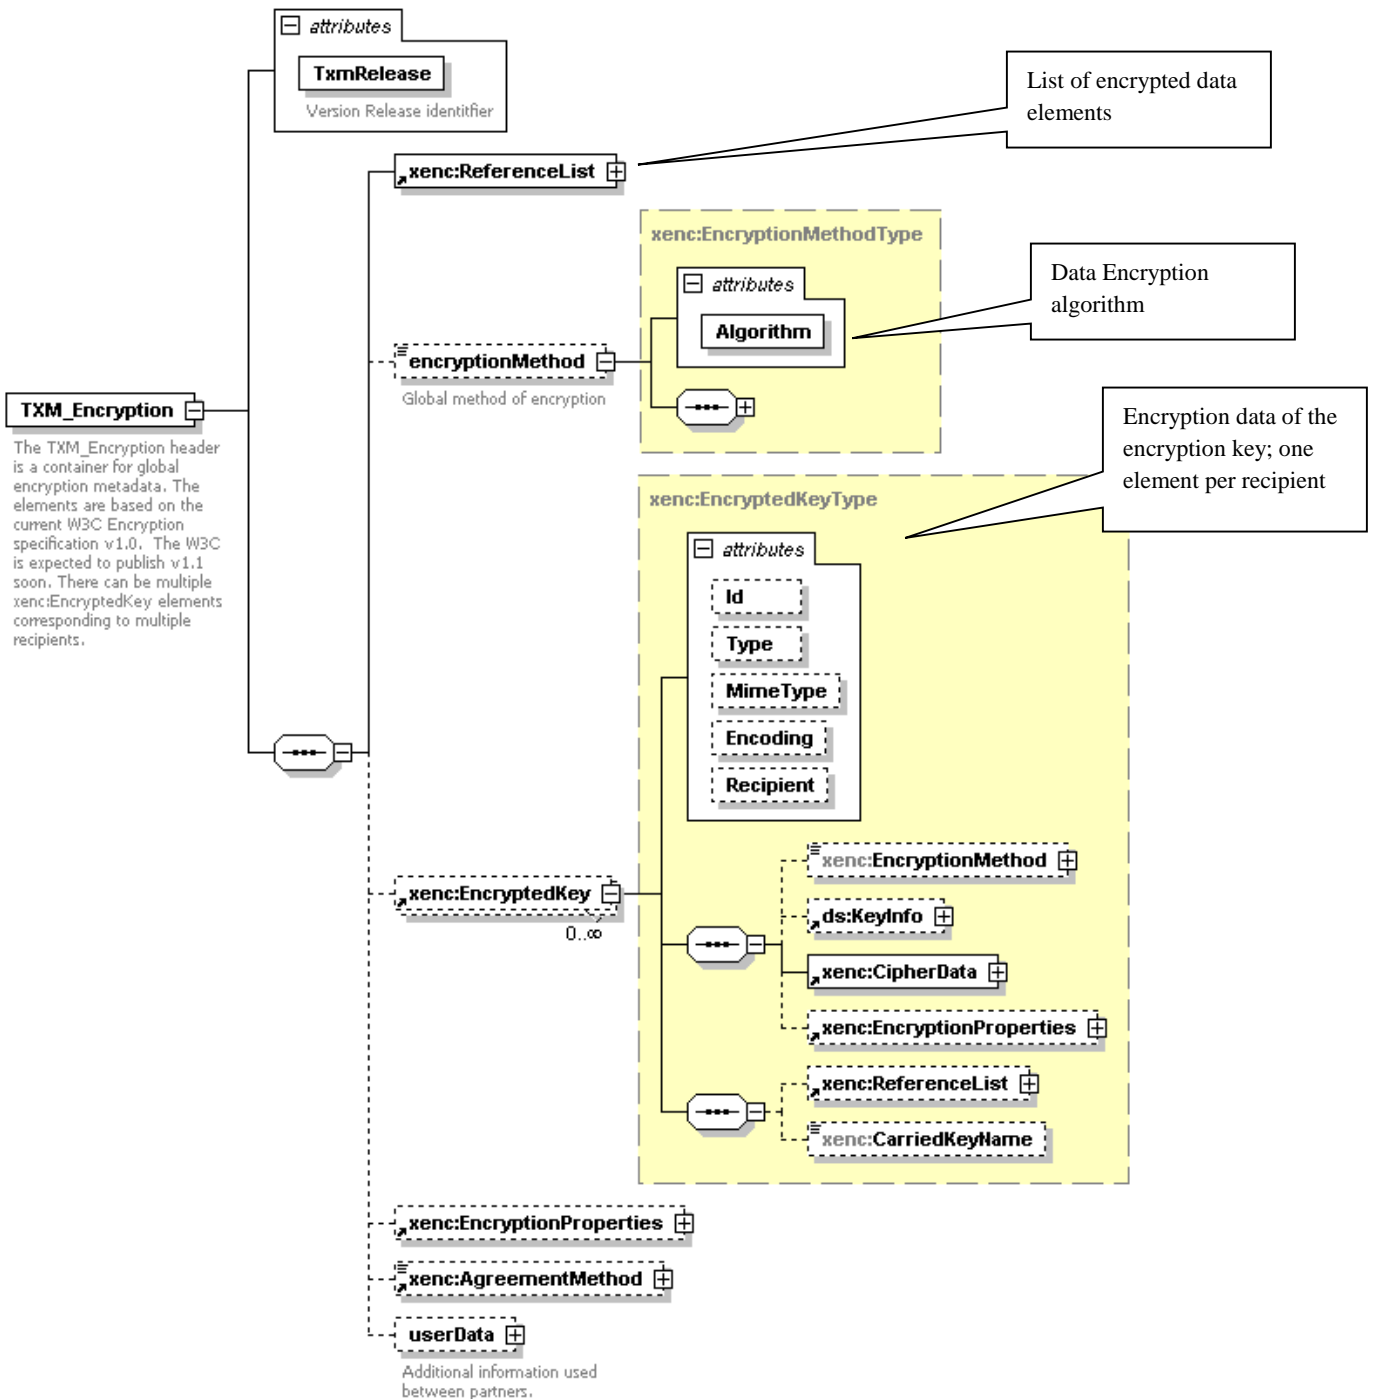 attributes
TxmRelease
Version Release identifier
List of encrypted data
elements
xenc:ReferenceList
xenc:EncryptionMethodType
attributes
Algorithm
Data Encryption
algorithm
encryptionMethod
Global method of encryption
TXM_Encryption
The TXM_Encryption header
is a container for global
encryption metadata. The
elements are based on the
current W3C Encryption
specification v1.0.  The W3C
is expected to publish v1.1
soon. There can be multiple
xenc:EncryptedKey elements
corresponding to multiple
recipients.
Encryption data of the
encryption key; one
element per recipient
xenc:EncryptedKeyType
attributes
Id
Type
MimeType
Encoding
Recipient
xenc:EncryptedKey
0..∞
xenc:EncryptionMethod
ds:KeyInfo
xenc:CipherData
xenc:EncryptionProperties
xenc:ReferenceList
xenc:CarriedKeyName
xenc:EncryptionProperties
xenc:AgreementMethod
userData
Additional information used
between partners.